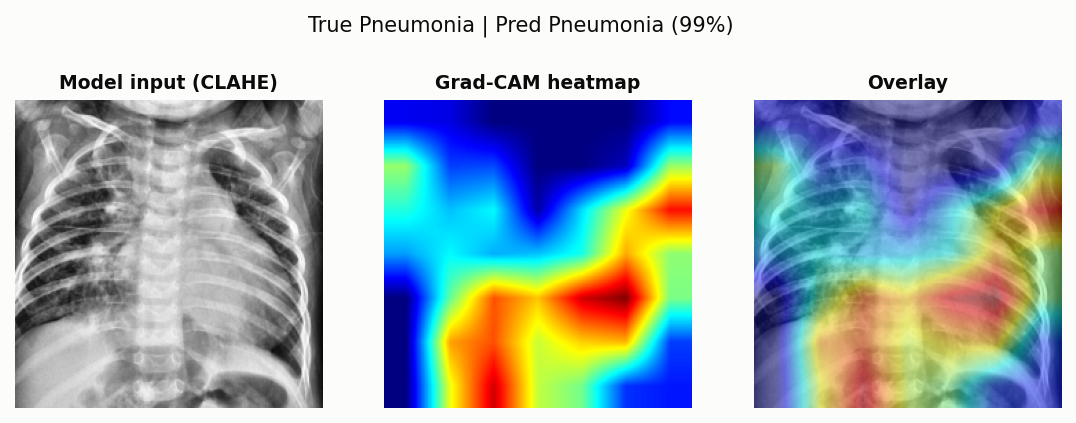 True Pneumonia | Pred Pneumonia (99%)
Model input (CLAHE)
Grad-CAM heatmap
Overlay